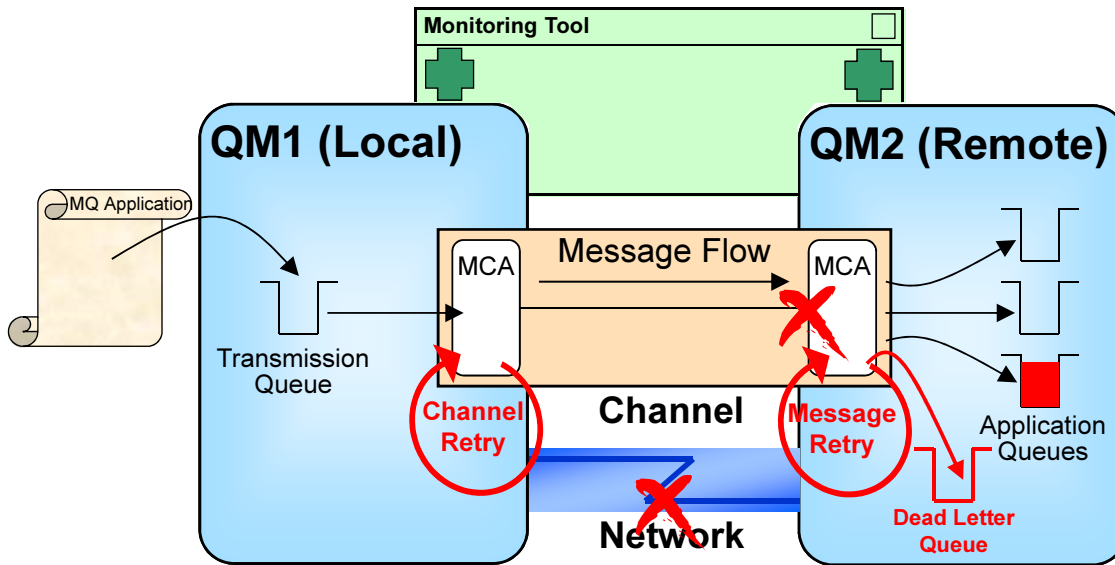 Monitoring Tool
QM1 (Local)
QM2 (Remote)
MQ Application
Message Flow
MCA
MCA
Transmission
Queue
Channel
Retry
Channel
Message
Retry
Application
Queues
Network
Dead Letter
Queue